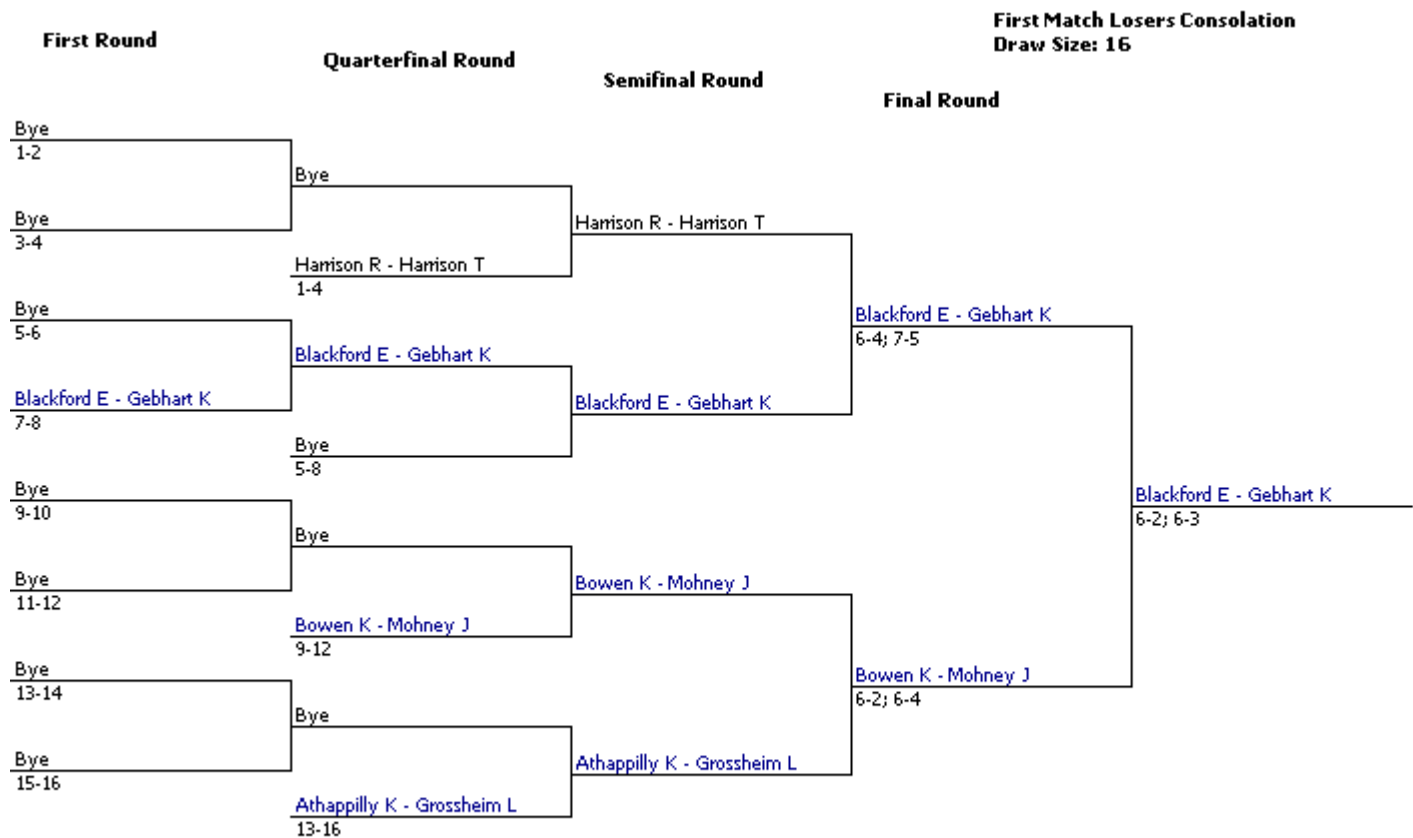 First Match Losers Consolation
Draw Size: 16
First Round
Quarterfinal Round
Semifinal Round
Final Round
Bye
1-2
Bye
3-4
Bye
5-6
Blackford E - Gebhart K
7-8
Bye
9-10
Bye
11-12
Bye
13-14
Bye
15-16
Bye
Harrison R - Harrison T
1-4
Blackford E - Gebhart K
Bye
5-8
Bye
Bowen K - Mohney J
9-12
Bye
Athappilly K - Grossheim L
13-16
Harrison R - Harrison T
Blackford E - Gebhart K
Bowen K - Mohney J
Athappilly K - Grossheim L
Blackford E - Gebhart K
6-4; 7-5
Bowen K - Mohney J
6-2; 6-4
Blackford E - Gebhart K
6-2; 6-3